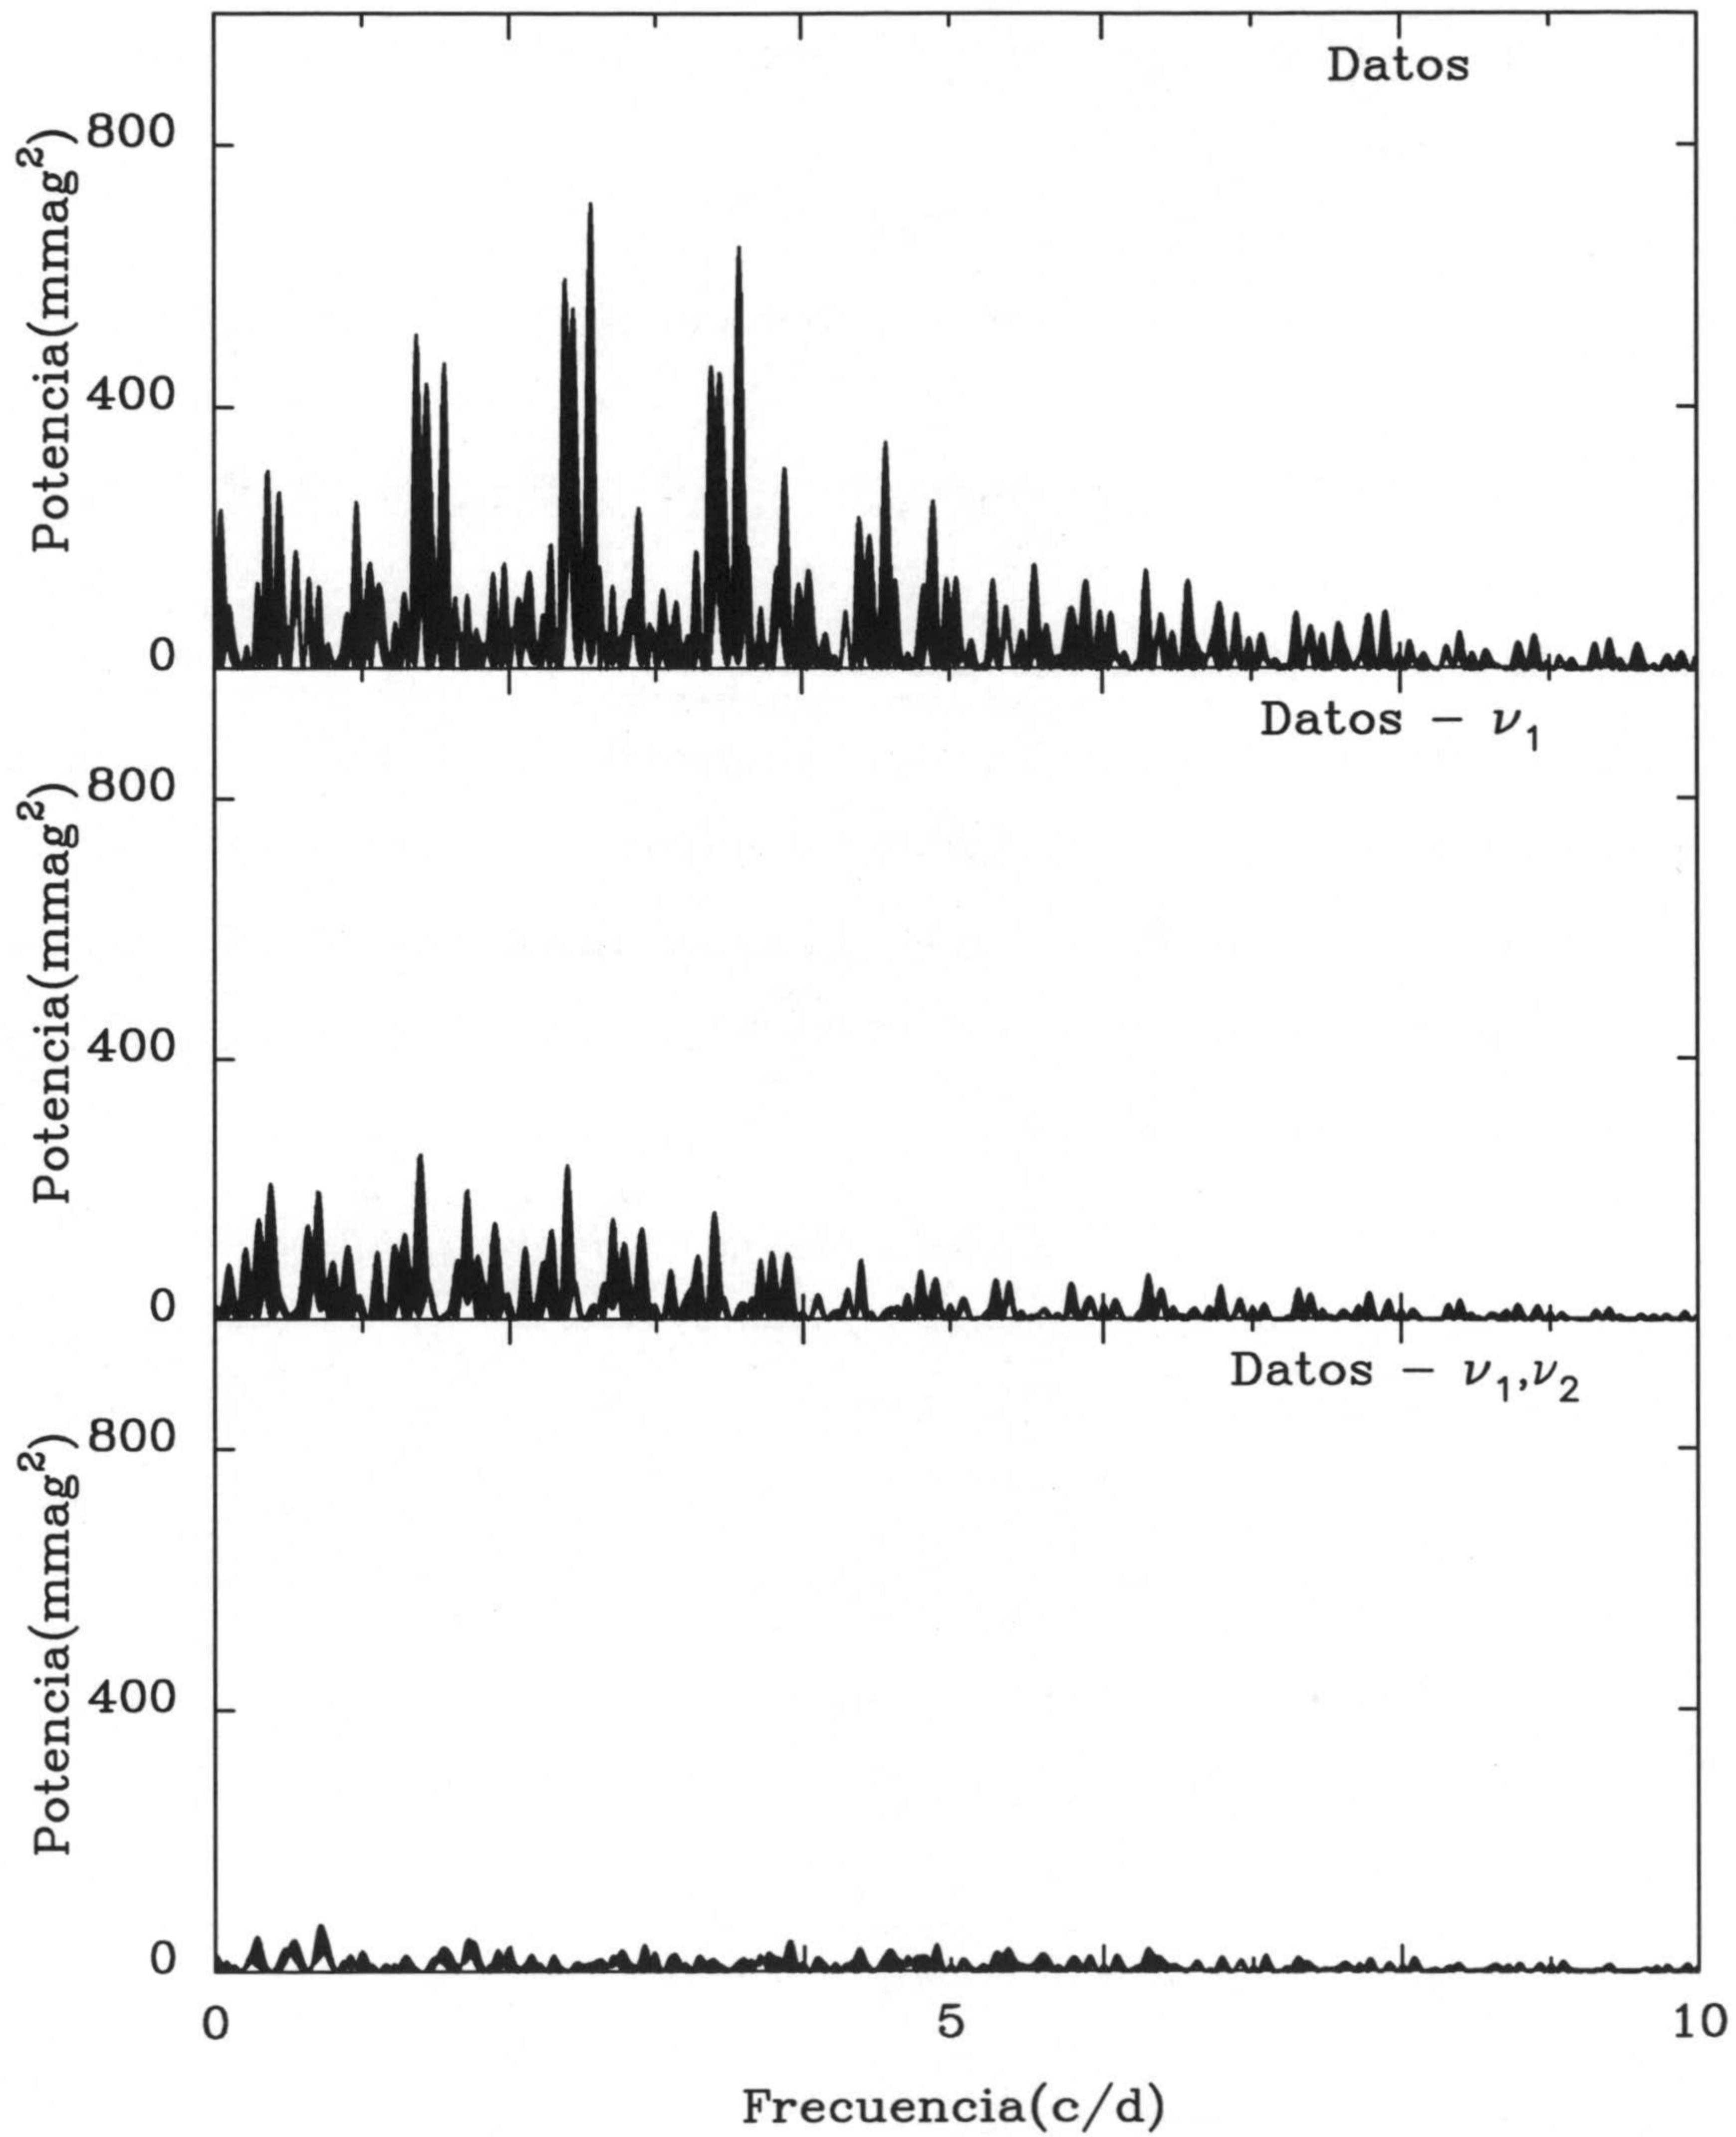 Datos
Potencia(mmag²)
800
400
0
Datos - ν₁
Potencia(mmag²)
800
400
0
Datos - ν₁,ν₂
Potencia(mmag²)
800
400
0
0 5 10
Frecuencia(c/d)